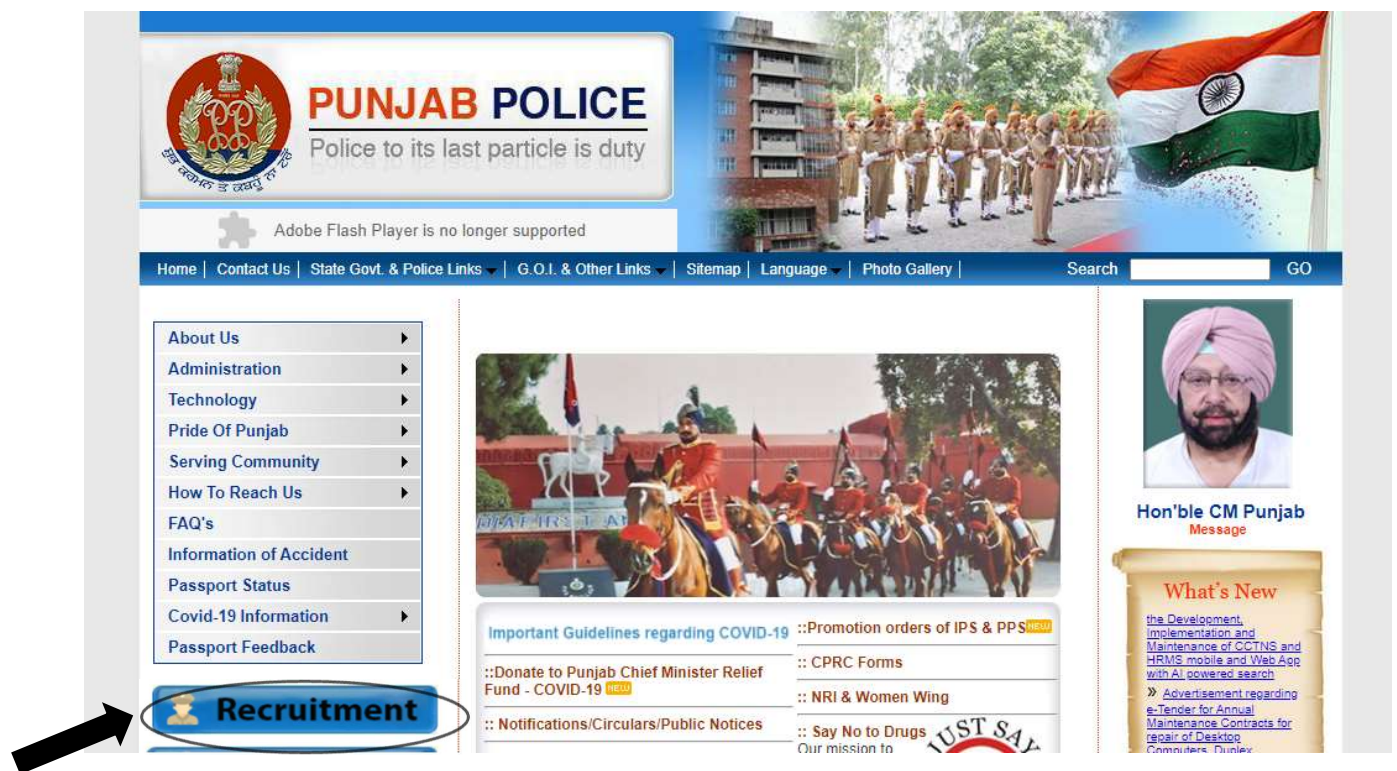 PUNJAB POLICE
Police to its last particle is duty
ਸ਼ੁਭ ਕਰਮਨ ਤੇ ਕਬਹੂੰ ਨਾ ਟਰੋਂ
Adobe Flash Player is no longer supported
Home | Contact Us | State Govt. & Police Links | G.O.I. & Other Links | Sitemap | Language | Photo Gallery | Search GO
About Us
Administration
Technology
Pride Of Punjab
Serving Community
How To Reach Us
FAQ's
Information of Accident
Passport Status
Covid-19 Information
Passport Feedback
Recruitment
Important Guidelines regarding COVID-19
::Donate to Punjab Chief Minister Relief
Fund - COVID-19 NEW
:: Notifications/Circulars/Public Notices
::Promotion orders of IPS & PPS NEW
:: CPRC Forms
:: NRI & Women Wing
:: Say No to Drugs
Our mission to
JUST SAY
Hon'ble CM Punjab
Message
What's New
the Development,
Implementation and
Maintenance of CCTNS and
HRMS mobile and Web App
with AI powered search
» Advertisement regarding
e-Tender for Annual
Maintenance Contracts for
repair of Desktop
Computers, Duplex